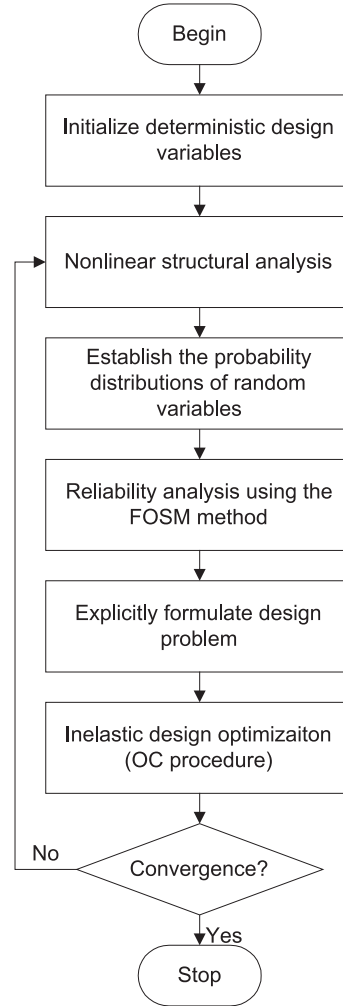 Begin
Initialize deterministic design
variables
Nonlinear structural analysis
Establish the probability
distributions of random
variables
Reliability analysis using the
FOSM method
Explicitly formulate design
problem
Inelastic design optimizaiton
(OC procedure)
No
Convergence?
Yes
Stop